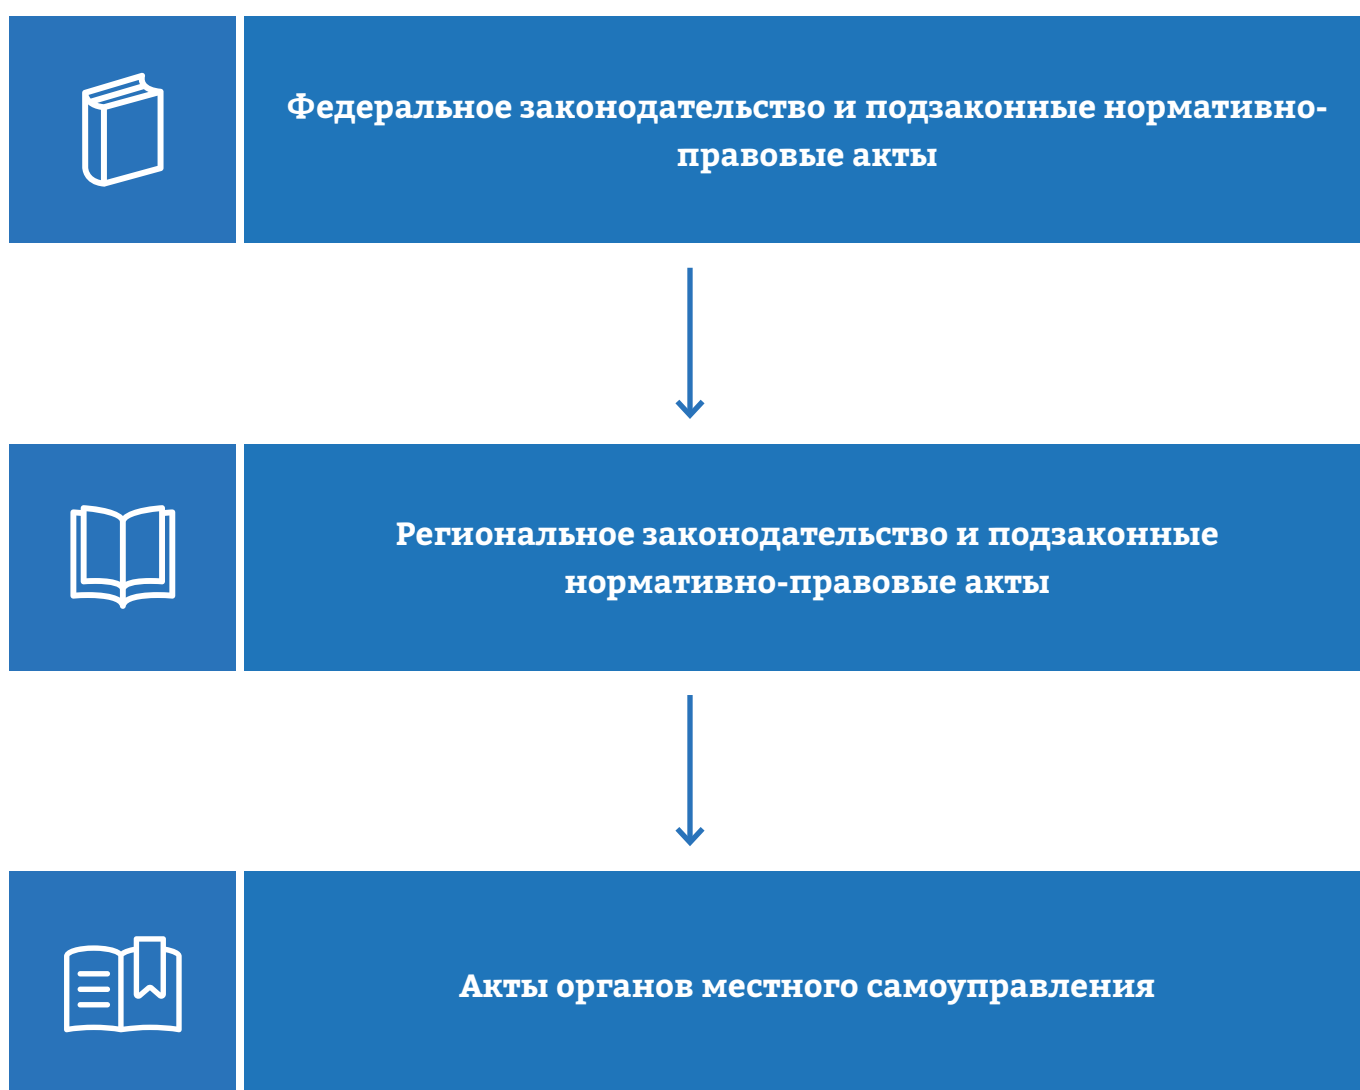 Федеральное законодательство и подзаконные нормативно-
правовые акты
Региональное законодательство и подзаконные
нормативно-правовые акты
Акты органов местного самоуправления